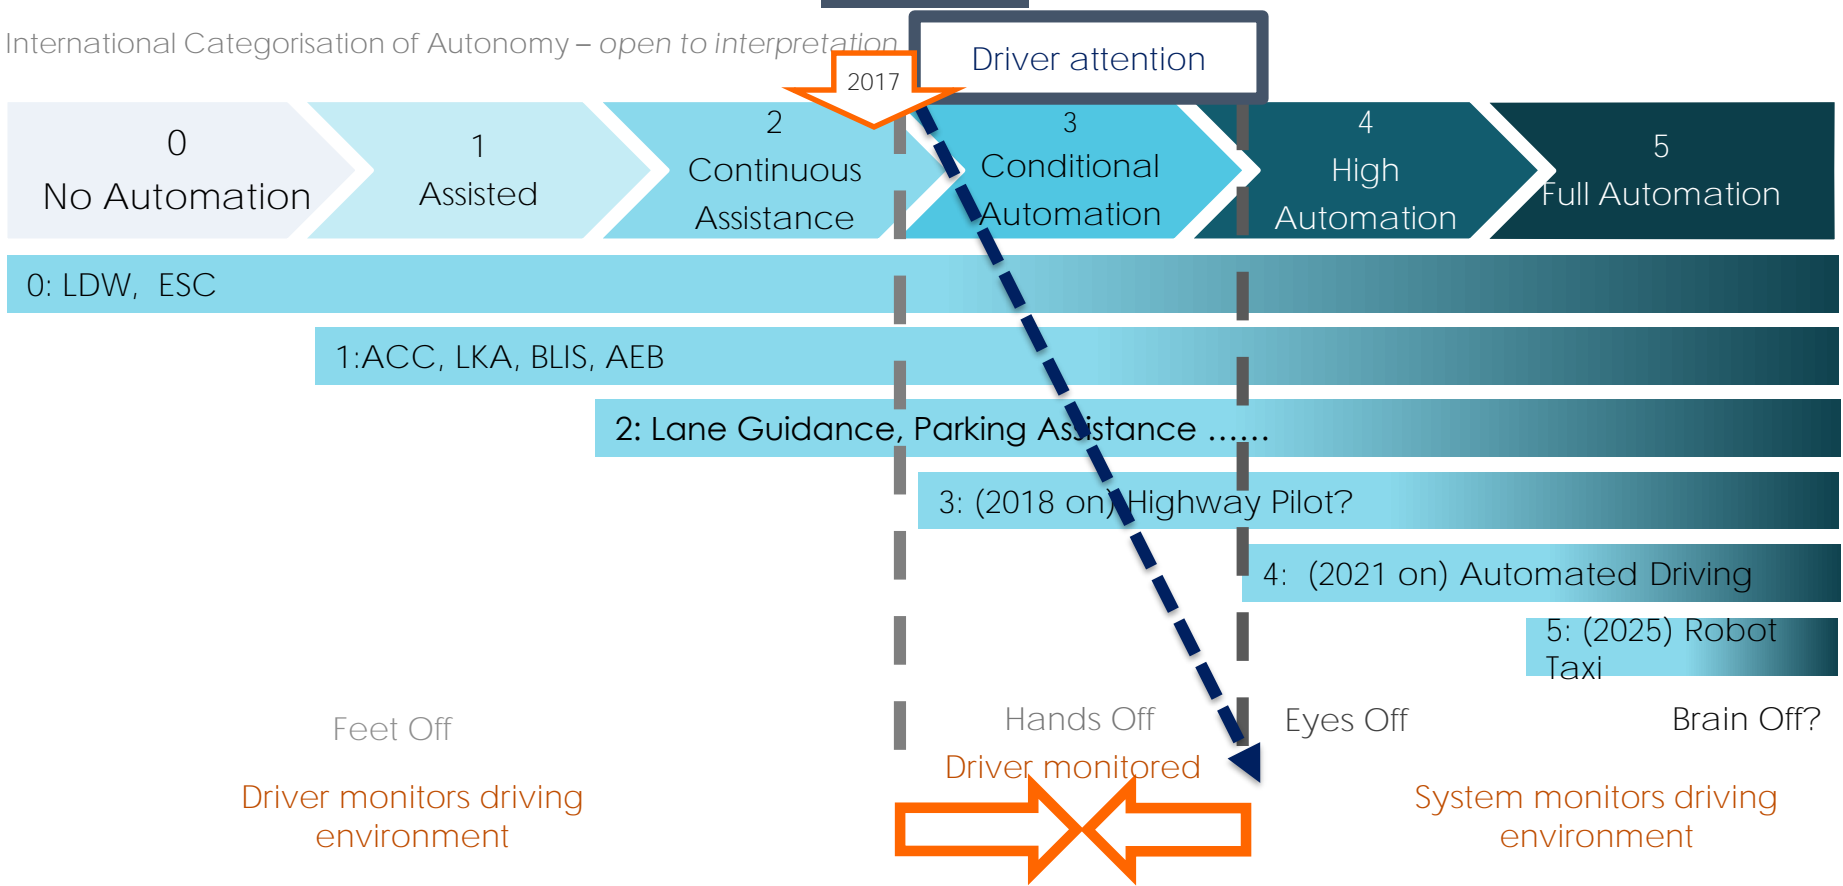 International Categorisation of Autonomy – open to interpretation
Driver attention
2017
0
No Automation
1
Assisted
2
Continuous
Assistance
3
Conditional
Automation
4
High
Automation
5
Full Automation
0: LDW,  ESC
1:ACC, LKA, BLIS, AEB
2: Lane Guidance, Parking Assistance ......
3: (2018 on) Highway Pilot?
4:  (2021 on) Automated Driving
5: (2025) Robot
Taxi
Feet Off
Hands Off
Eyes Off
Brain Off?
Driver monitored
Driver monitors driving
environment
System monitors driving
environment